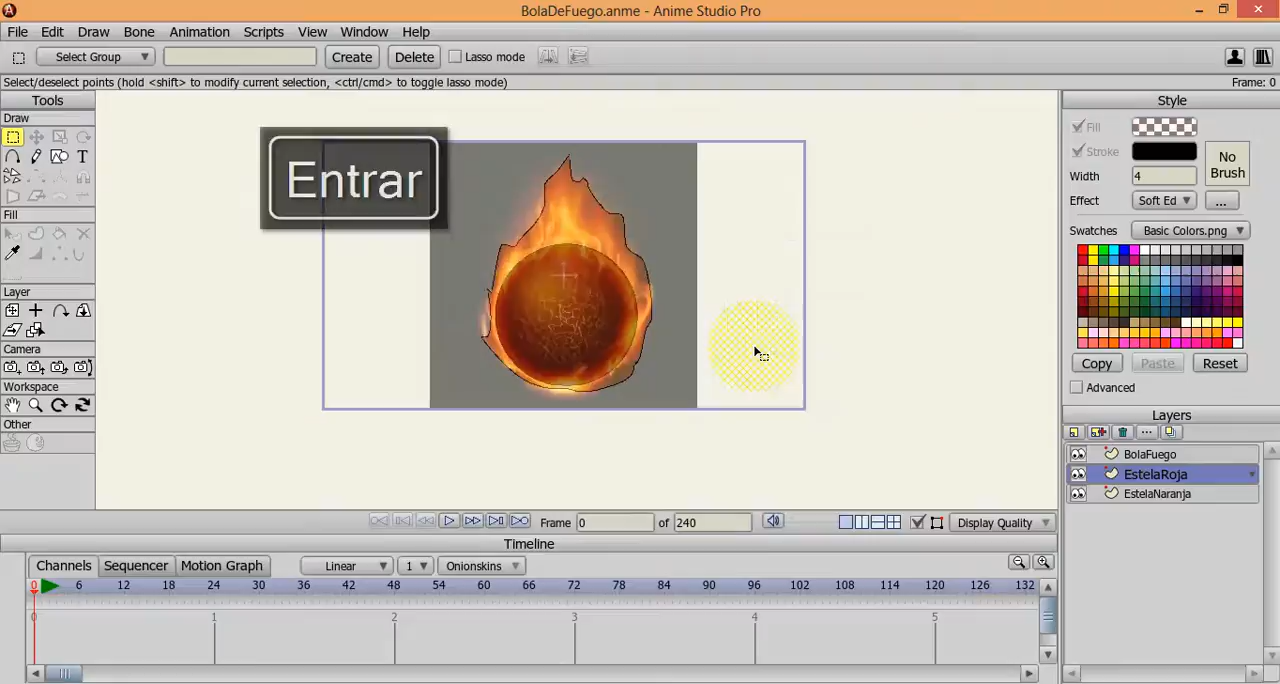 BolaDeFuego.anme - Anime Studio Pro
File Edit Draw Bone Animation Scripts View Window Help
Select Group Create Delete Lasso mode
Select/deselect points (hold <shift> to modify current selection, <ctrl/cmd> to toggle lasso mode) Frame: 0
Tools
Draw
T
Fill
Layer
Camera
Workspace
Other
Entrar
Style
Fill
Stroke
No Brush
Width 4
Effect Soft Ed ...
Swatches Basic Colors.png
Copy Paste Reset
Advanced
Layers
...
BolaFuego
EstelaRoja
EstelaNaranja
Frame 0 of 240 Display Quality
Timeline
Channels Sequencer Motion Graph Linear 1 Onionskins
0 6 12 18 24 30 36 42 48 54 60 66 72 78 84 90 96 102 108 114 120 126 132
0 1 2 3 4 5